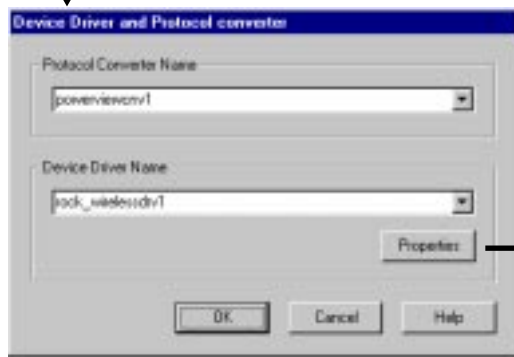 Device Driver and Protocol converter
Protocol Converter Name
powerviewcnv1
Device Driver Name
rock_wirelessdrv1
Properties
OK Cancel Help